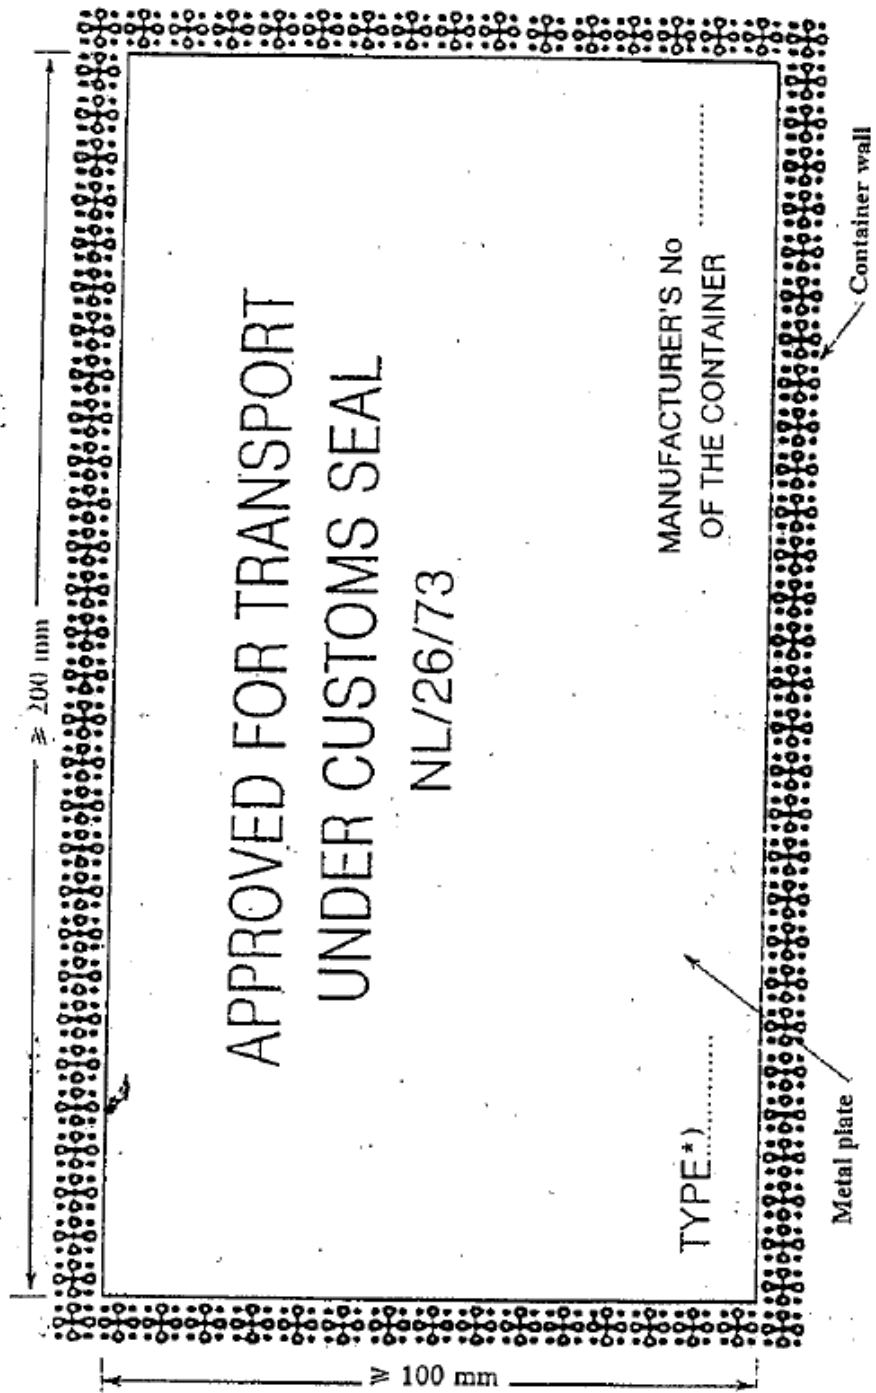 ≥ 200 mm
APPROVED FOR TRANSPORT
UNDER CUSTOMS SEAL
NL/26/73
TYPE*)............
MANUFACTURER'S No
OF THE CONTAINER ............
Metal plate
Container wall
≥ 100 mm